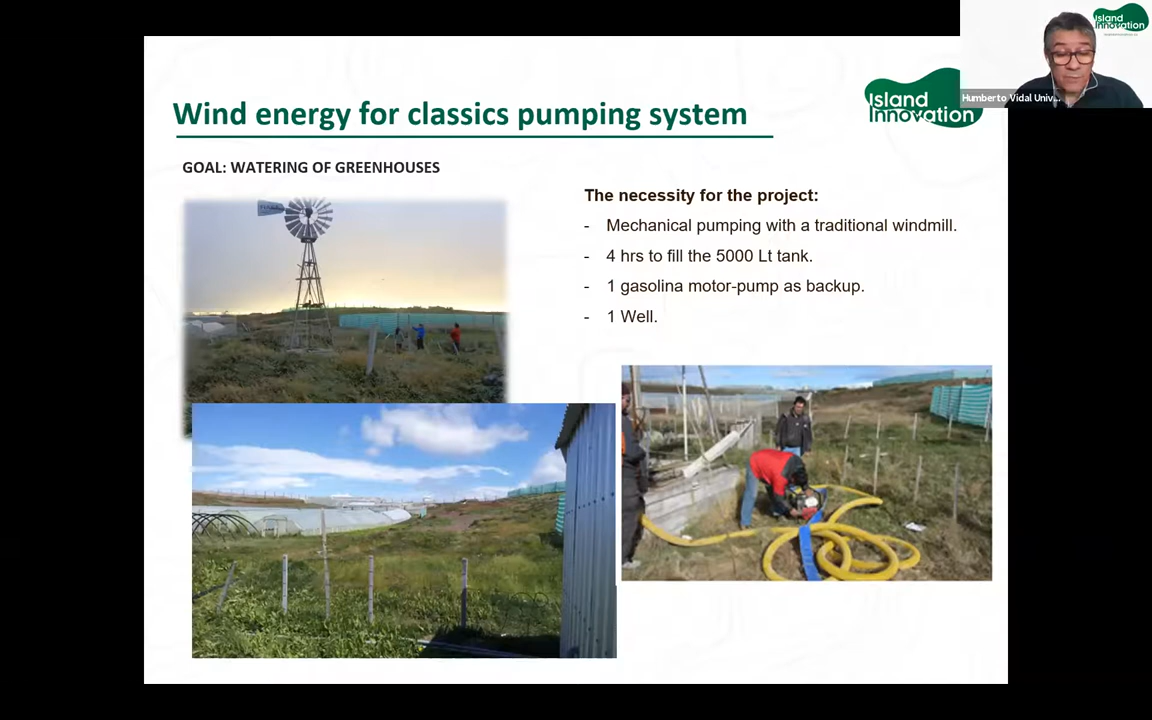 Island
Innovation
Humberto Vidal Univ...
Island
Innovation
Wind energy for classics pumping system
GOAL: WATERING OF GREENHOUSES
The necessity for the project:
- Mechanical pumping with a traditional windmill.
- 4 hrs to fill the 5000 Lt tank.
- 1 gasolina motor-pump as backup.
- 1 Well.